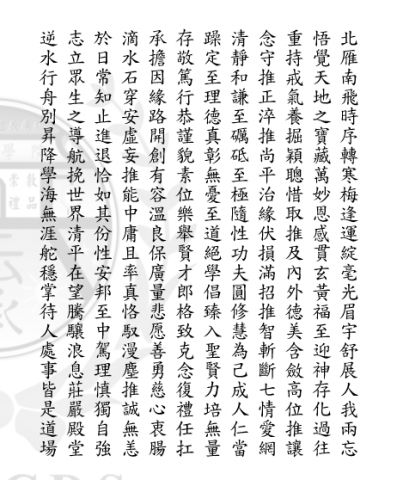 北雁南飛時序轉寒梅逢運綻毫光眉宇舒展人我兩忘
悟覺天地之寶藏萬妙恩感貫玄黃福至迎神存化過往
重持戒氣養掘穎聰惜取推及內外德美含斂高位推讓
念守推正淬推尚平治緣伏損滿招推智斬斷七情愛網
清靜和謙至礪砥至極隨性功夫圓修慧為己成人仁當
躁定至理德真彰無憂至道絕學倡臻入聖賢力培無量
存敬篤行恭謹貌素位樂舉賢才郎格致克念復禮任扛
承擔因緣路開創有容溫良保廣量悲愿善勇慈心衷腸
滴水石穿安虛妄推能中庸且率真恪馭漫塵推誠無恙
於日常知止進退恰如其份性安邦至中駕理慎獨自強
志立眾生之導航挽世界清平在望騰驤浪息莊嚴殿堂
逆水行舟別昇降學海無涯舵穩掌待人處事皆是道場